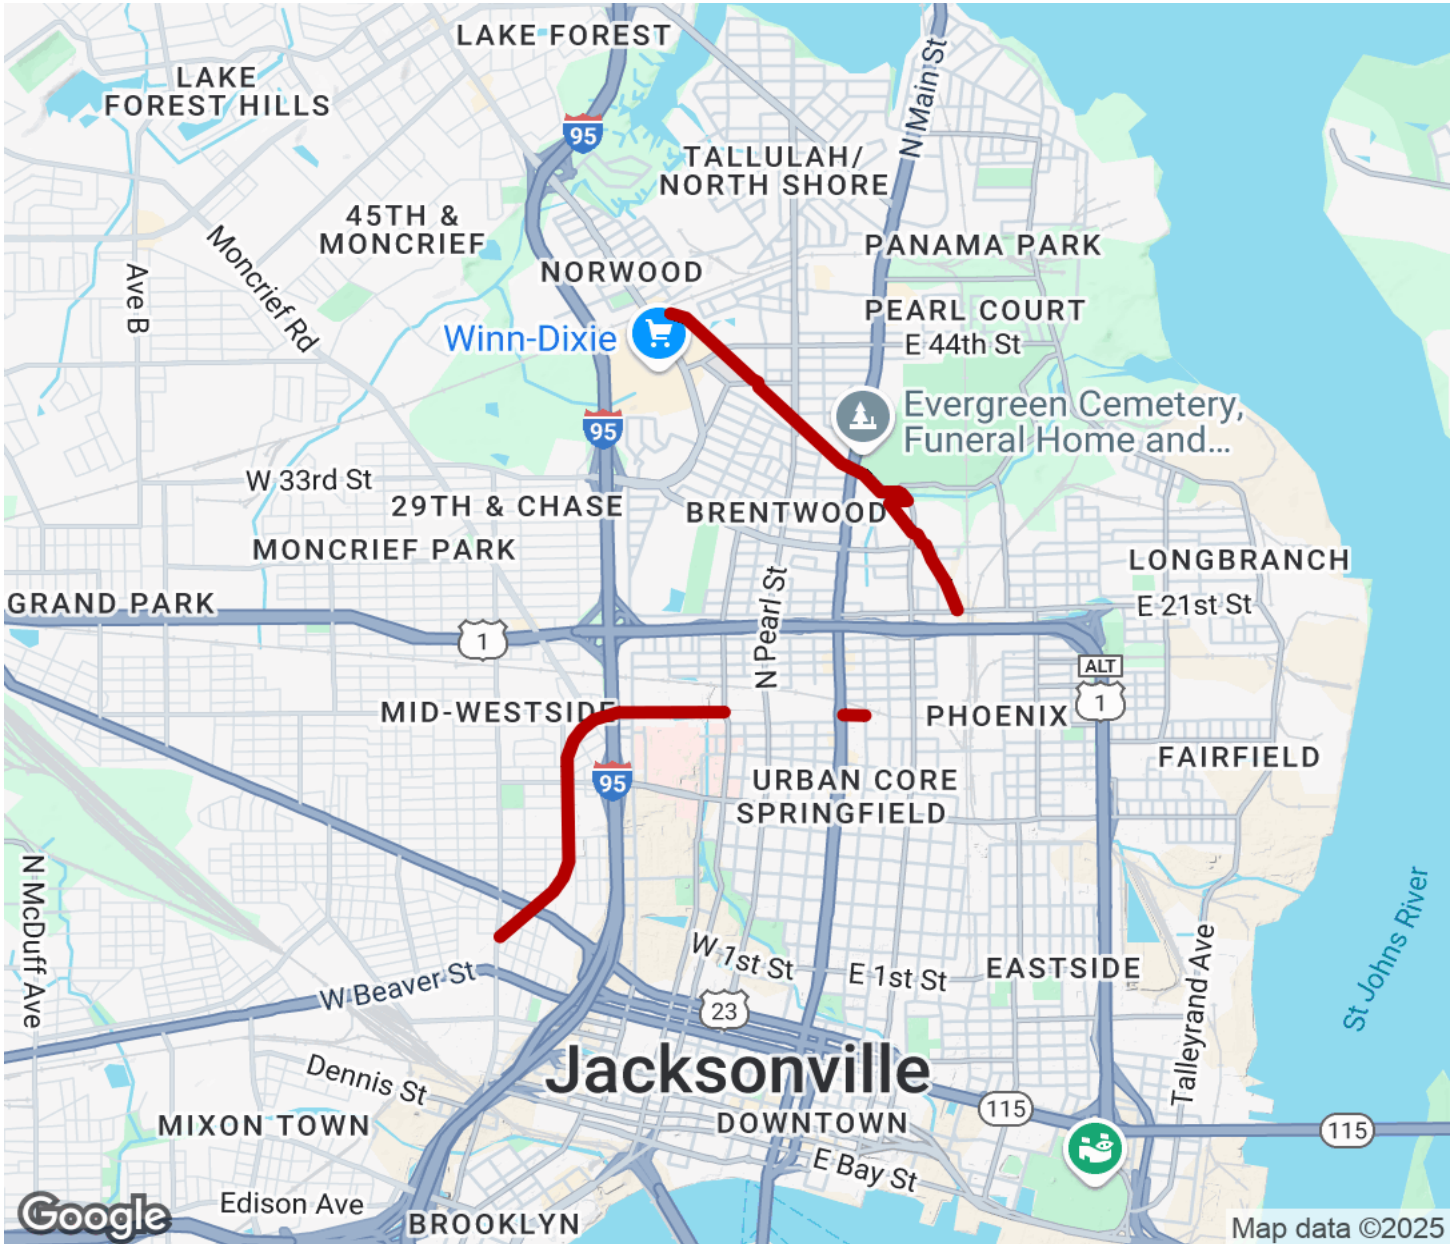 LAKE FOREST
LAKE
FOREST HILLS
95
N Main St
TALLULAH/
NORTH SHORE
45TH &
MONCRIEF
Moncrief Rd
Ave B
NORWOOD
PANAMA PARK
PEARL COURT
Winn-Dixie
E 44th St
95
Evergreen Cemetery,
Funeral Home and...
W 33rd St
29TH & CHASE
BRENTWOOD
MONCRIEF PARK
LONGBRANCH
GRAND PARK
E 21st St
1
N Pearl St
ALT
1
MID-WESTSIDE
PHOENIX
FAIRFIELD
95
URBAN CORE
SPRINGFIELD
N McDuff Ave
W 1st St
E 1st St
EASTSIDE
Talleyrand Ave
St Johns River
W Beaver St
23
Jacksonville
Dennis St
115
MIXON TOWN
DOWNTOWN
115
E Bay St
Edison Ave
BROOKLYN
Google
Map data ©2025